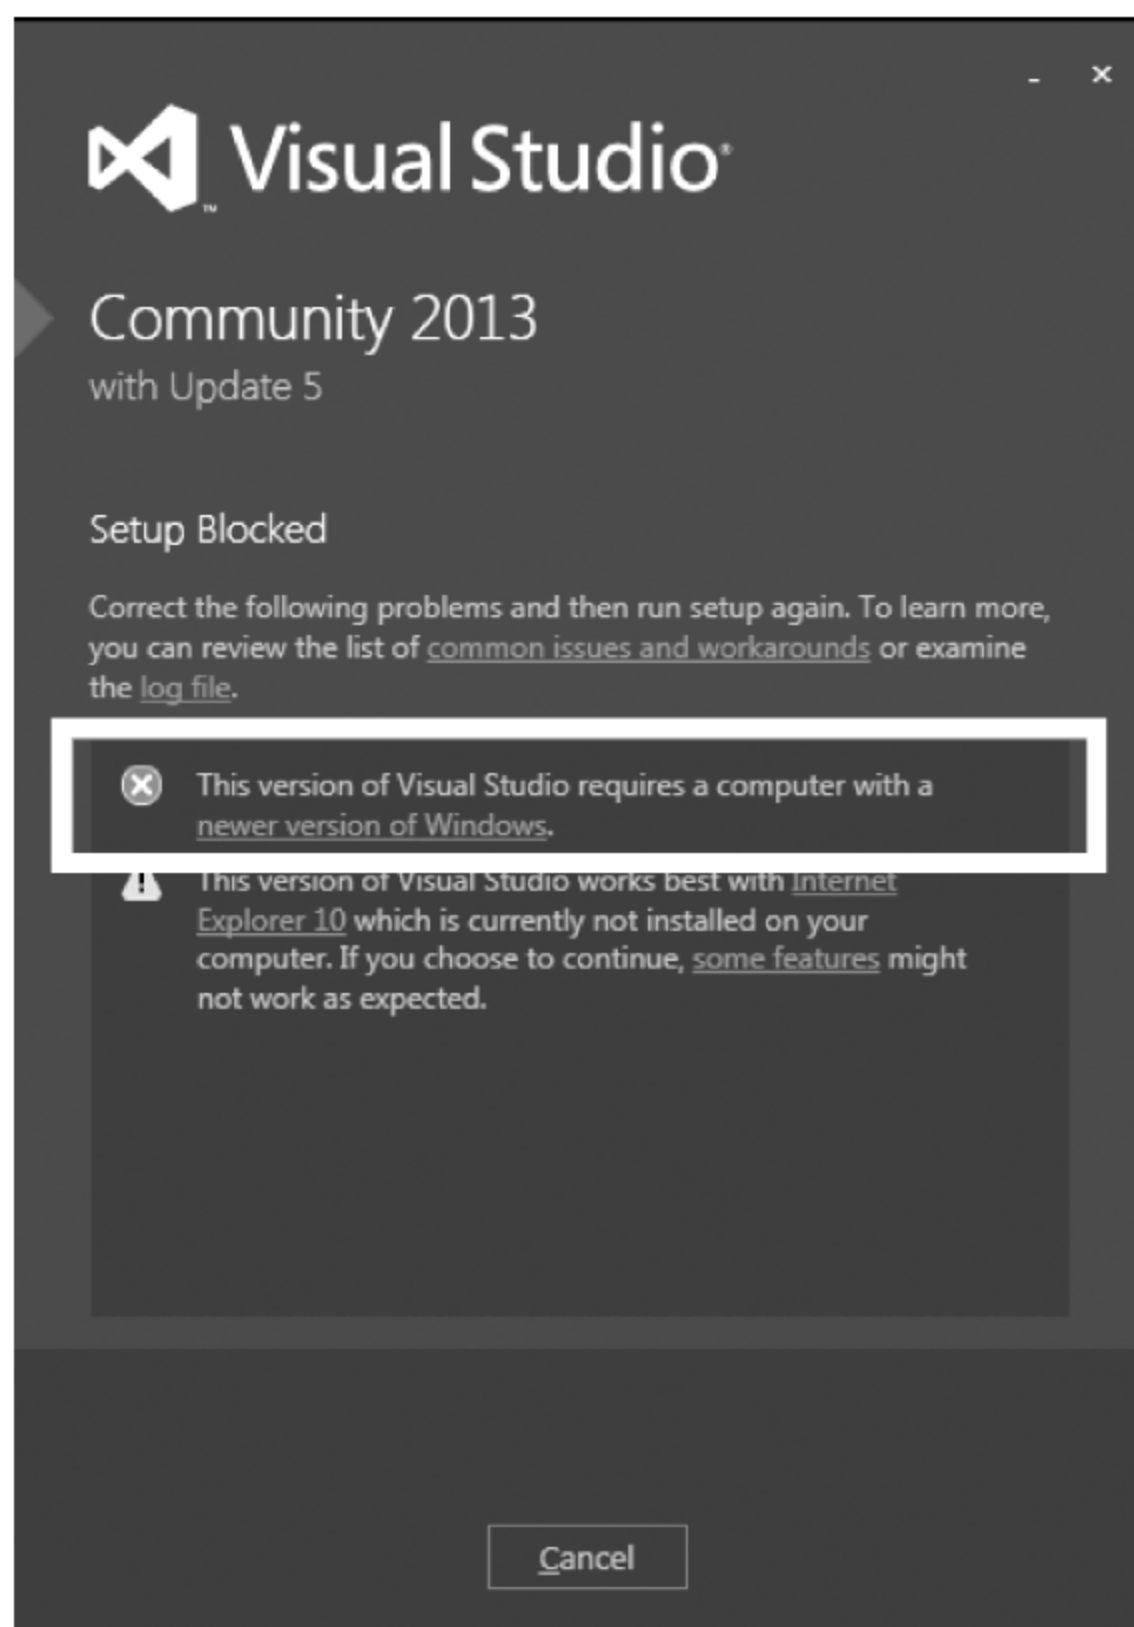 Visual Studio®
™
Community 2013
with Update 5
Setup Blocked
Correct the following problems and then run setup again. To learn more,
you can review the list of common issues and workarounds or examine
the log file.
This version of Visual Studio requires a computer with a
newer version of Windows.
This version of Visual Studio works best with Internet
Explorer 10 which is currently not installed on your
computer. If you choose to continue, some features might
not work as expected.
Cancel